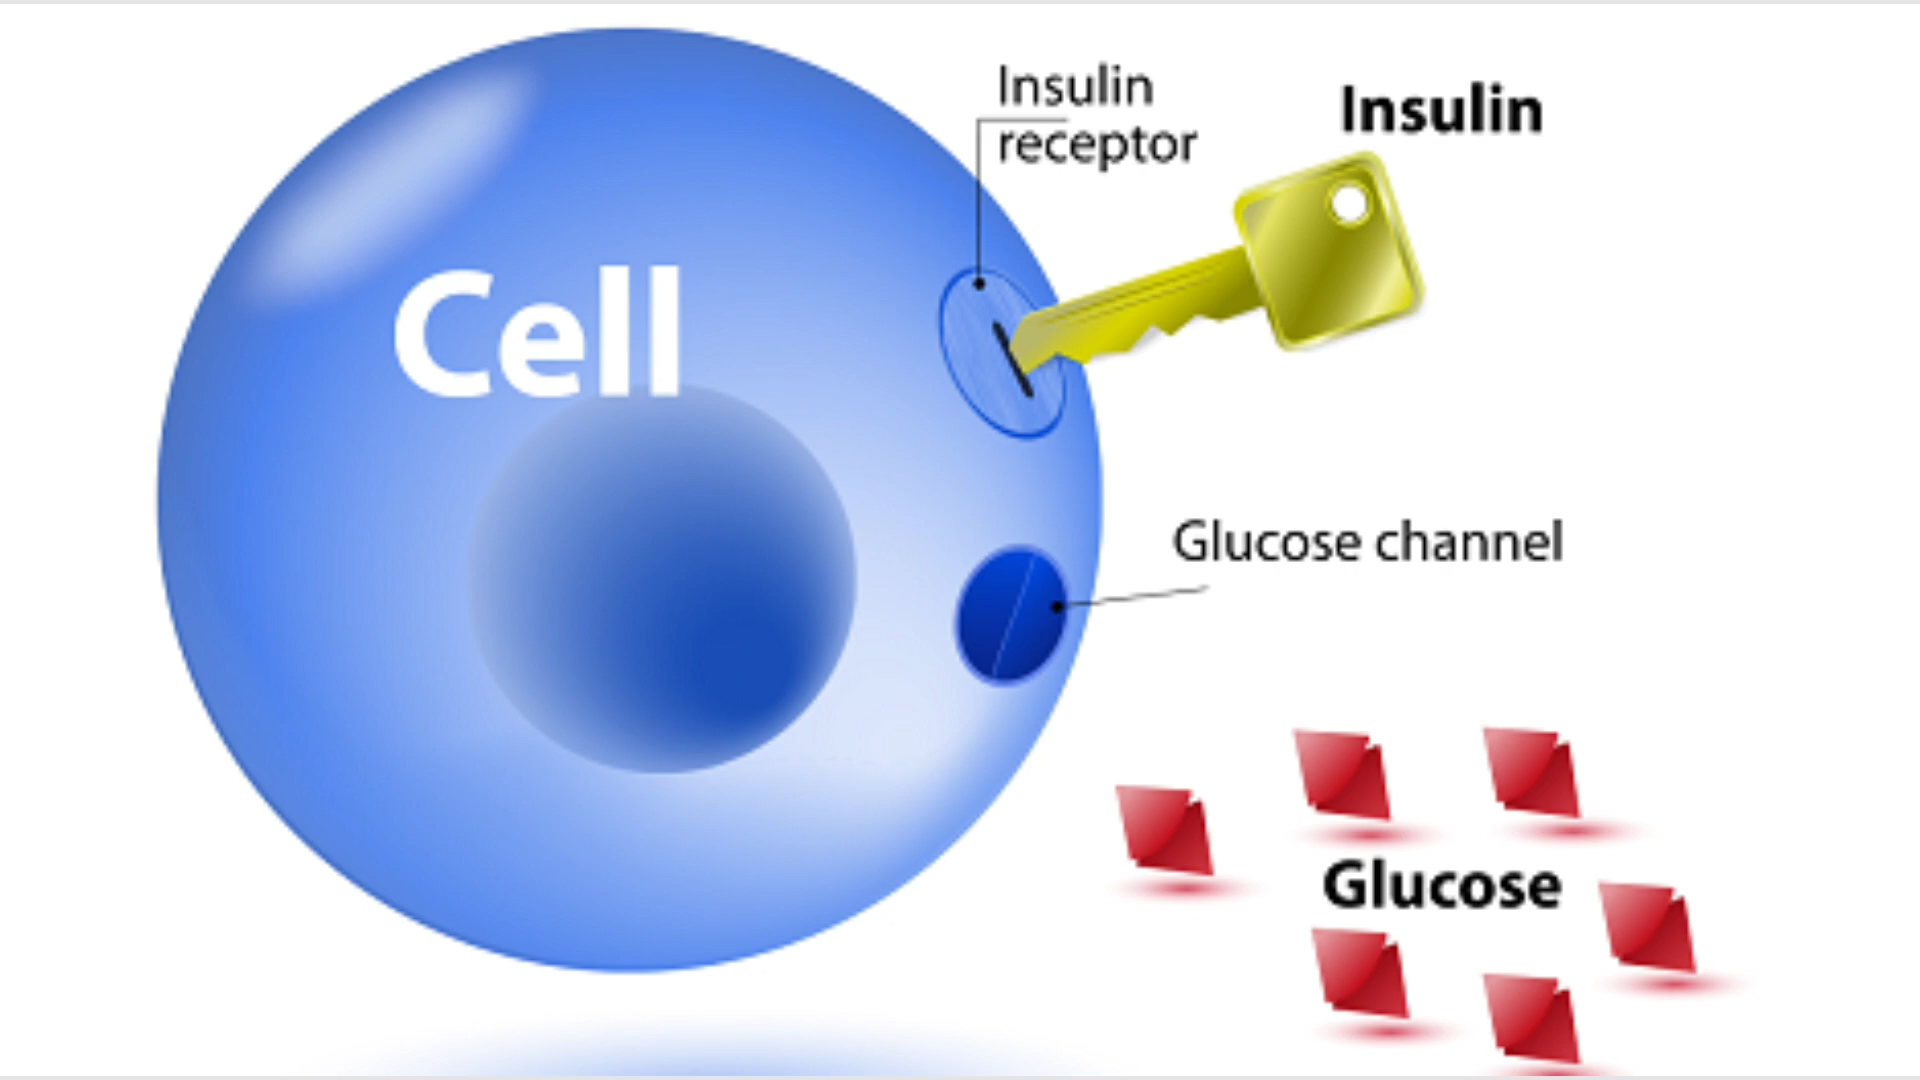 Insulin
receptor
Insulin
Cell
Glucose channel
Glucose